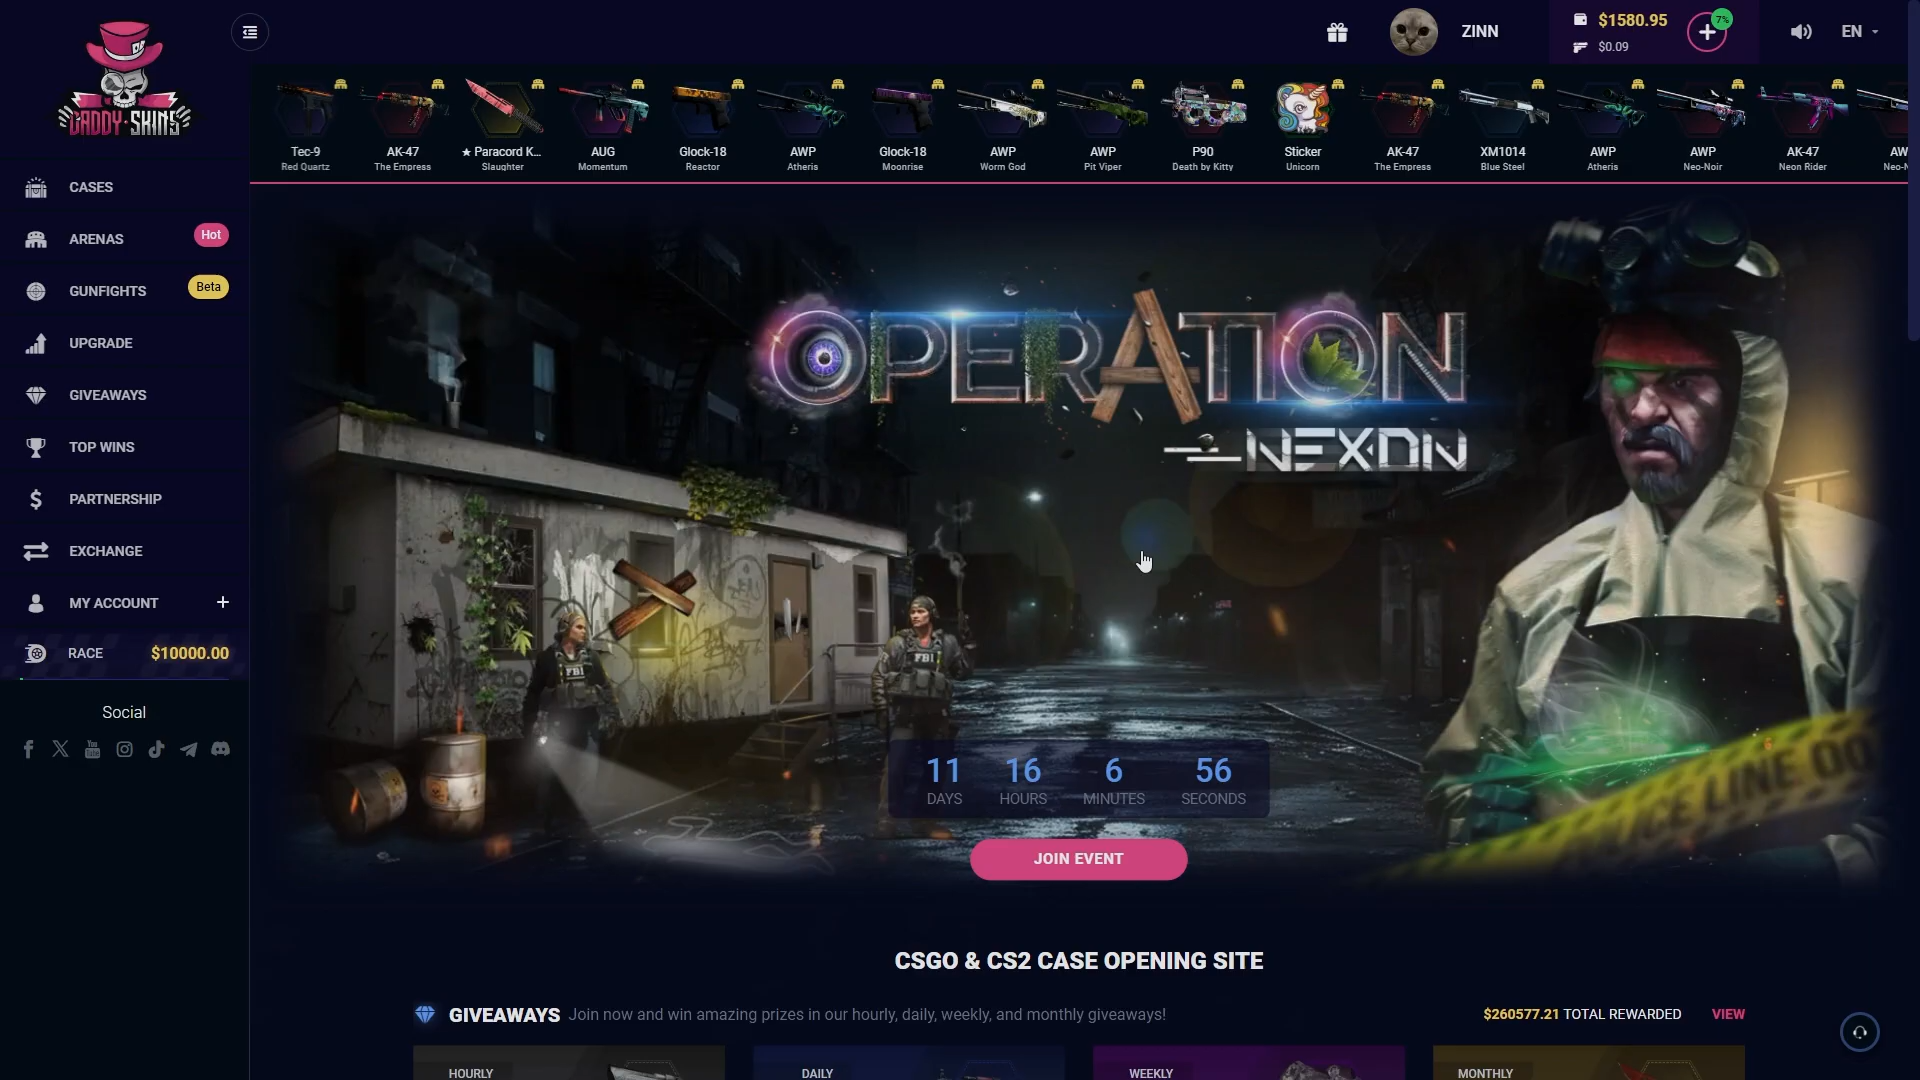 DADDY SKINS
ZINN
$1580.95
$0.09
7%
EN
Tec-9
Red Quartz
AK-47
The Empress
★ Paracord K...
Slaughter
AUG
Momentum
Glock-18
Reactor
AWP
Atheris
Glock-18
Moonrise
AWP
Worm God
AWP
Pit Viper
P90
Death by Kitty
Sticker
Unicorn
AK-47
The Empress
XM1014
Blue Steel
AWP
Atheris
AWP
Neo-Noir
AK-47
Neon Rider
CASES
ARENAS
Hot
GUNFIGHTS
Beta
UPGRADE
GIVEAWAYS
TOP WINS
PARTNERSHIP
EXCHANGE
MY ACCOUNT
RACE $10000.00
Social
OPERATION
NEXON
FBI
FBI
11 16 6 56
DAYS HOURS MINUTES SECONDS
JOIN EVENT
CSGO & CS2 CASE OPENING SITE
GIVEAWAYS Join now and win amazing prizes in our hourly, daily, weekly, and monthly giveaways!
$260577.21 TOTAL REWARDED VIEW
HOURLY DAILY WEEKLY MONTHLY